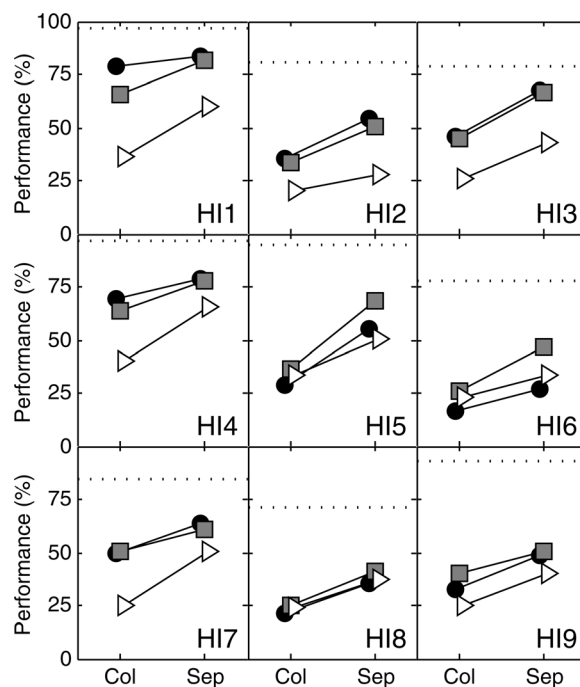 100
75
50
25
0
Performance (%)
HI1
HI2
HI3
75
50
25
0
Performance (%)
HI4
HI5
HI6
75
50
25
0
Performance (%)
HI7
HI8
HI9
Col Sep Col Sep Col Sep